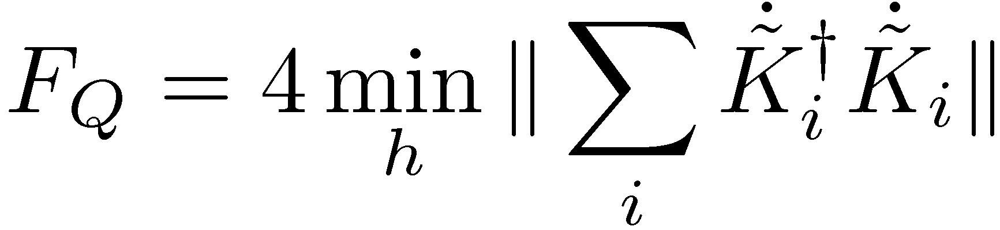 $F_Q = 4 \min_h \| \sum_i \dot{\tilde{K}}_i^\dagger \dot{\tilde{K}}_i \|$